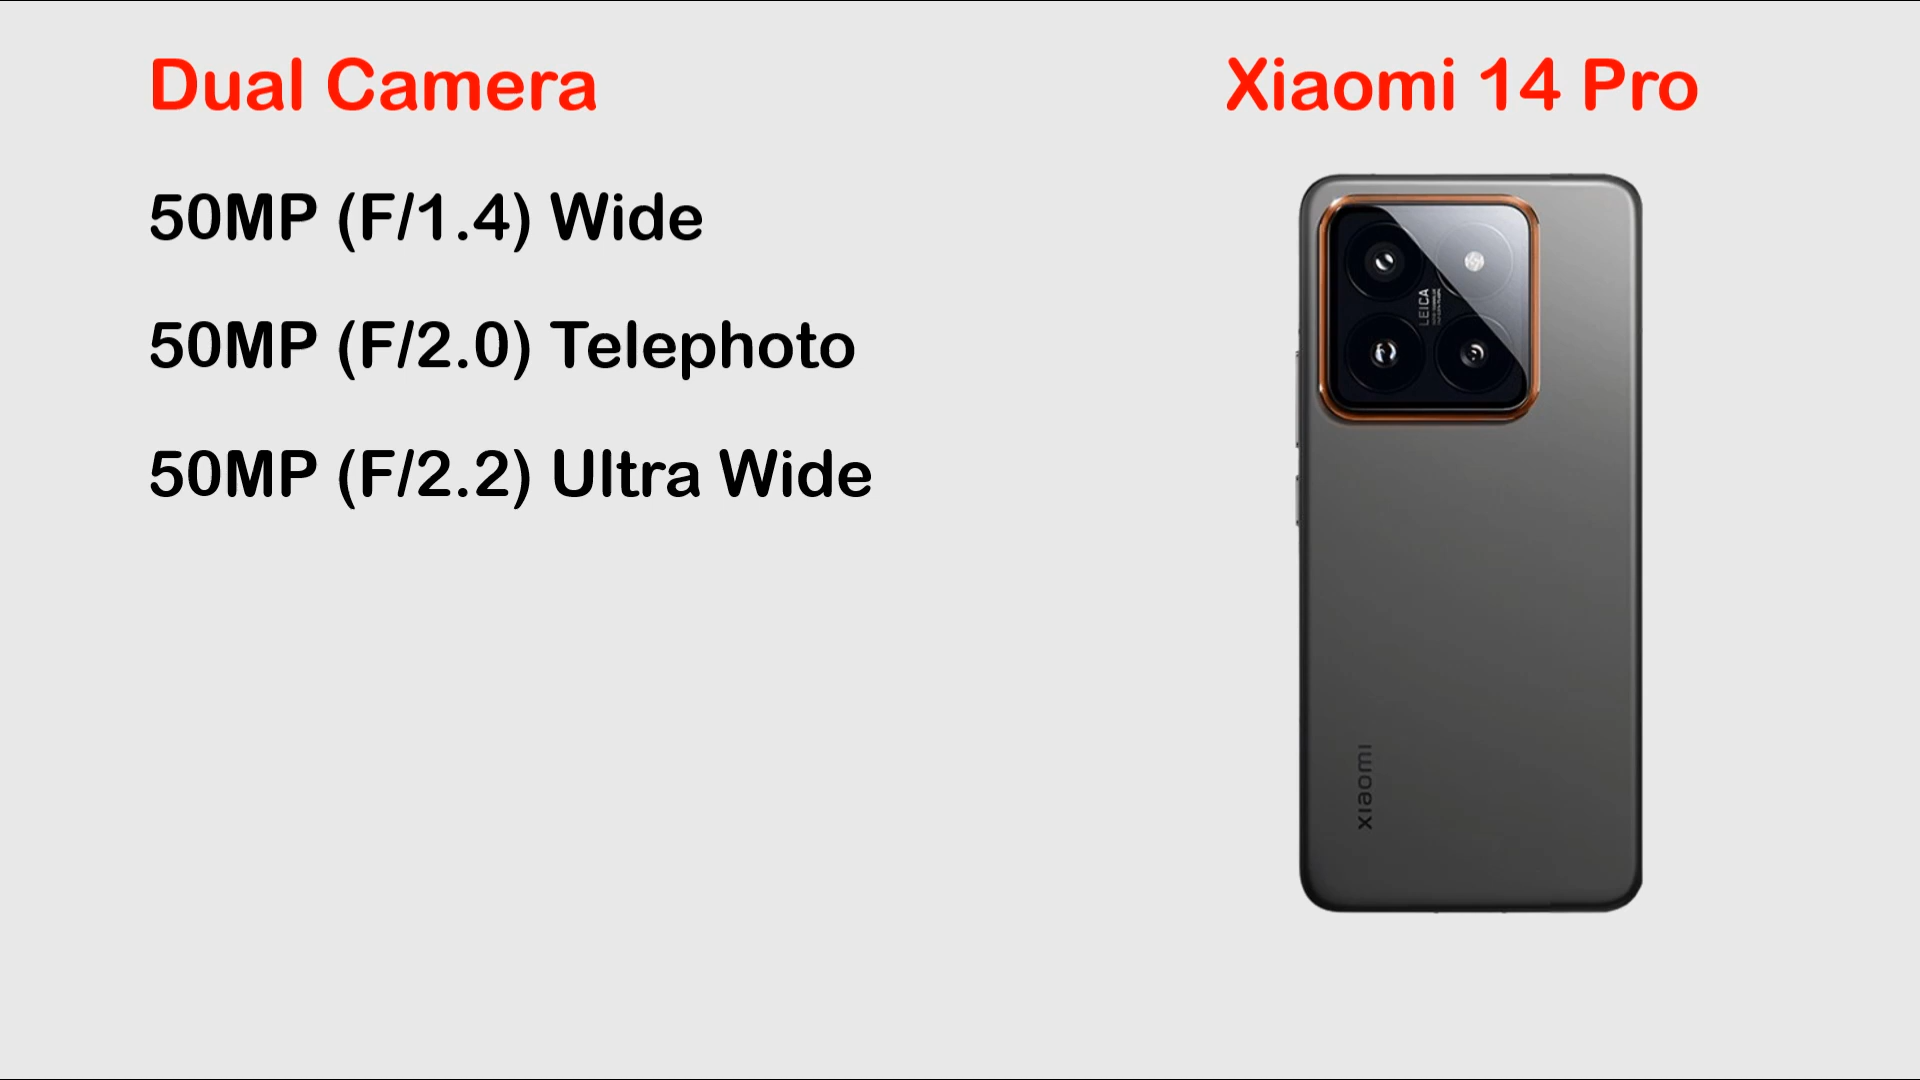 Dual Camera
Xiaomi 14 Pro
50MP (F/1.4) Wide
50MP (F/2.0) Telephoto
50MP (F/2.2) Ultra Wide
LEICA
xiaomi